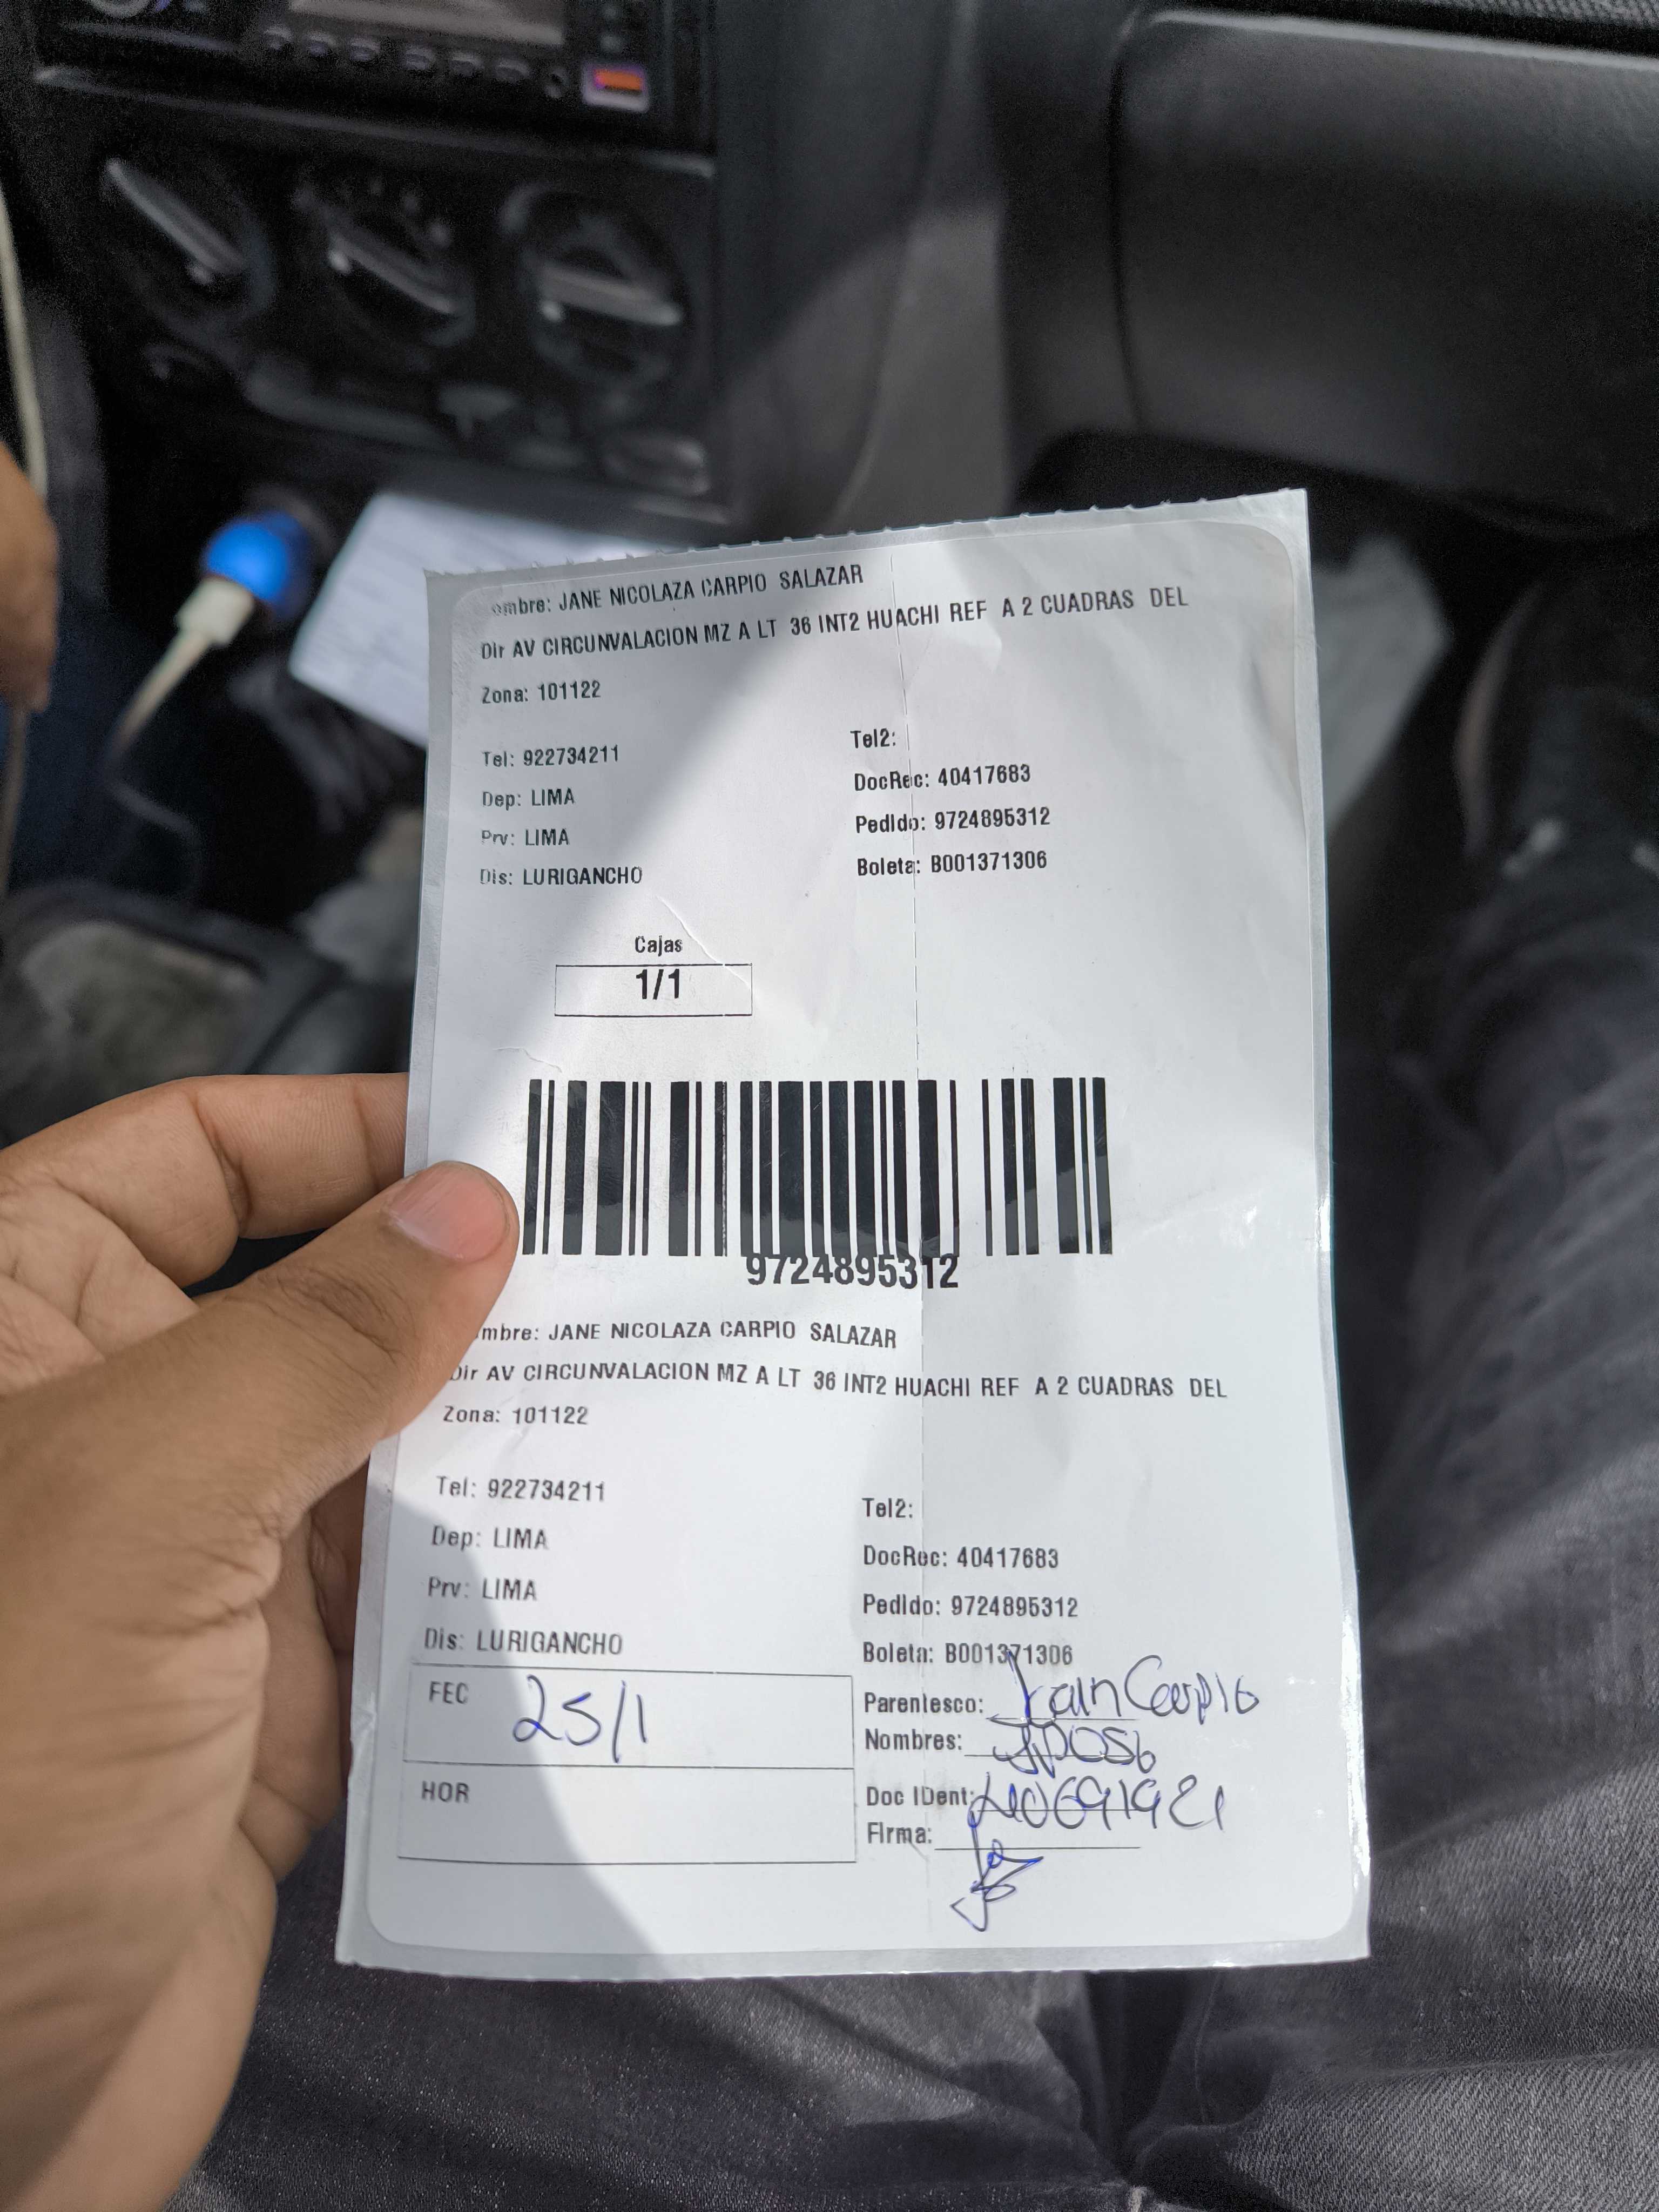 ombre: JANE NICOLAZA CARPIO SALAZAR
Dir AV CIRCUNVALACION MZ A LT 36 INT2 HUACHI REF A 2 CUADRAS DEL
Zona: 101122
Tel: 922734211
Tel2:
Dep: LIMA
DocRec: 40417683
Prv: LIMA
Pedido: 9724895312
Dis: LURIGANCHO
Boleta: B001371306
Cajas
1/1
9724895312
mbre: JANE NICOLAZA CARPIO SALAZAR
Dir AV CIRCUNVALACION MZ A LT 36 INT2 HUACHI REF A 2 CUADRAS DEL
Zona: 101122
Tel: 922734211
Tel2:
Dep: LIMA
DocRec: 40417683
Prv: LIMA
Pedido: 9724895312
Dis: LURIGANCHO
Boleta: B001371306
FEC 25/1
Parentesco: Carpio
Nombres:
HOR
Doc IDent: 40691921
Firma: